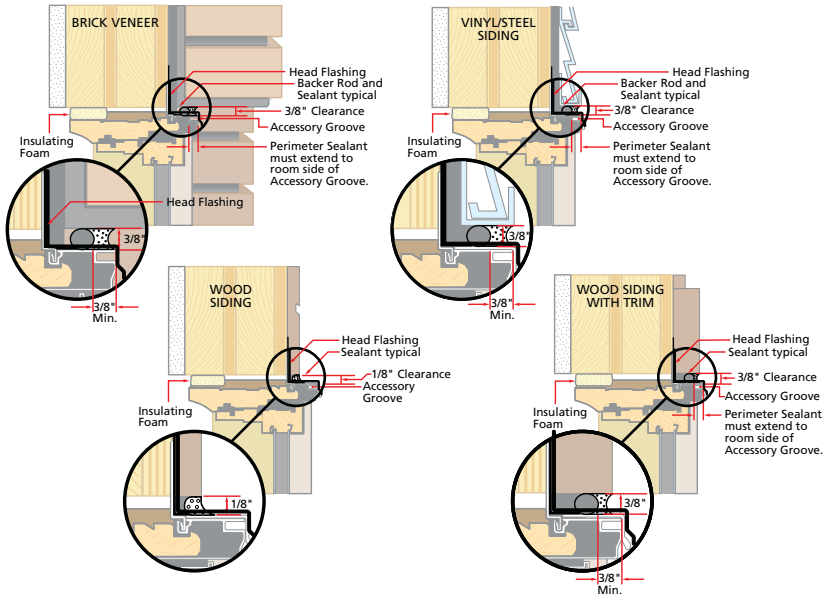 BRICK VENEER
Head Flashing
Backer Rod and
Sealant typical
3/8" Clearance
Accessory Groove
Perimeter Sealant
must extend to
room side of
Accessory Groove.
Insulating
Foam
Head Flashing
3/8"
3/8"
Min.
VINYL/STEEL
SIDING
Head Flashing
Backer Rod and
Sealant typical
3/8" Clearance
Accessory Groove
Perimeter Sealant
must extend to
room side of
Accessory Groove.
Insulating
Foam
3/8"
3/8"
Min.
WOOD
SIDING
Head Flashing
Sealant typical
1/8" Clearance
Accessory
Groove
Insulating
Foam
1/8"
WOOD SIDING
WITH TRIM
Head Flashing
Sealant typical
3/8" Clearance
Accessory Groove
Perimeter Sealant
must extend to
room side of
Accessory Groove.
Insulating
Foam
3/8"
3/8"
Min.